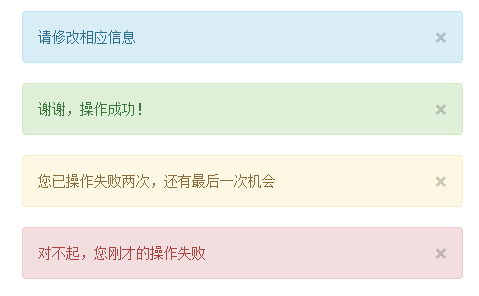 请修改相应信息 ×
谢谢，操作成功！ ×
您已操作失败两次，还有最后一次机会 ×
对不起，您刚才的操作失败 ×